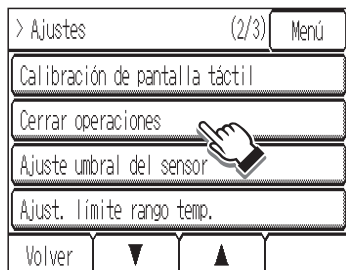 > Ajustes (2/3) Menú
Calibración de pantalla táctil
Cerrar operaciones
Ajuste umbral del sensor
Ajust. límite rango temp.
Volver ▼ ▲